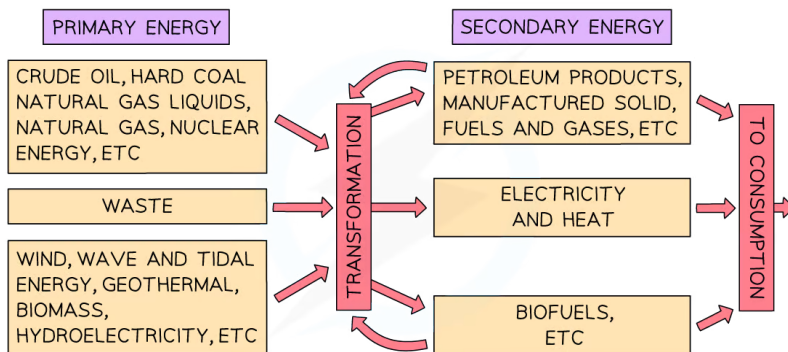 PRIMARY ENERGY
CRUDE OIL, HARD COAL
NATURAL GAS LIQUIDS,
NATURAL GAS, NUCLEAR
ENERGY, ETC
WASTE
WIND, WAVE AND TIDAL
ENERGY, GEOTHERMAL,
BIOMASS,
HYDROELECTRICITY, ETC
TRANSFORMATION
SECONDARY ENERGY
PETROLEUM PRODUCTS,
MANUFACTURED SOLID,
FUELS AND GASES, ETC
ELECTRICITY
AND HEAT
BIOFUELS,
ETC
TO CONSUMPTION